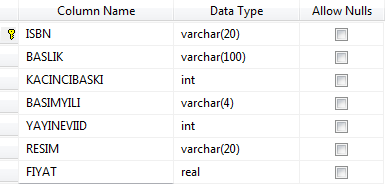 Column Name Data Type Allow Nulls
ISBN varchar(20)
BASLIK varchar(100)
KACINCIBASKI int
BASIMYILI varchar(4)
YAYINEVIID int
RESIM varchar(20)
FIYAT real